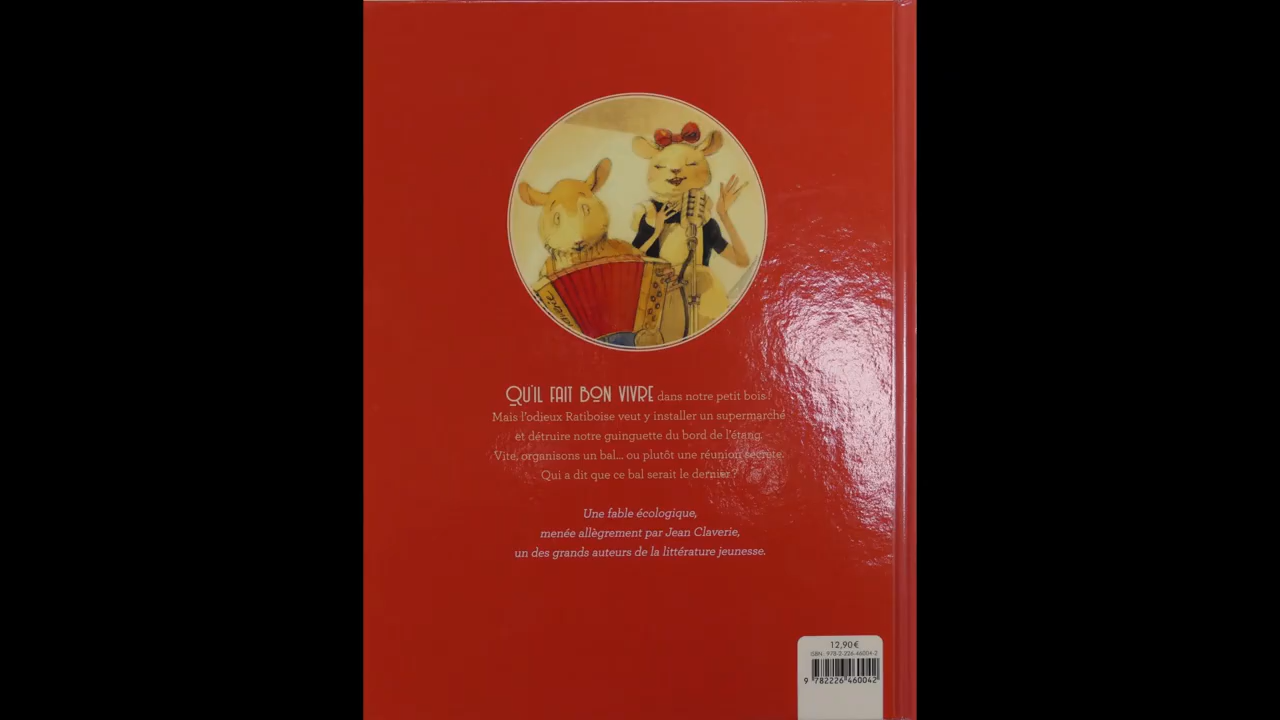 QU'IL FAIT BON VIVRE dans notre petit bois !
Mais l'odieux Ratiboise veut y installer un supermarché
et détruire notre guinguette du bord de l'étang.
Vite, organisons un bal... ou plutôt une réunion secrète.
Qui a dit que ce bal serait le dernier ?
Une fable écologique,
menée allègrement par Jean Claverie,
un des grands auteurs de la littérature jeunesse.
12,90 €
ISBN : 978-2-226-46004-2
9 782226 460042